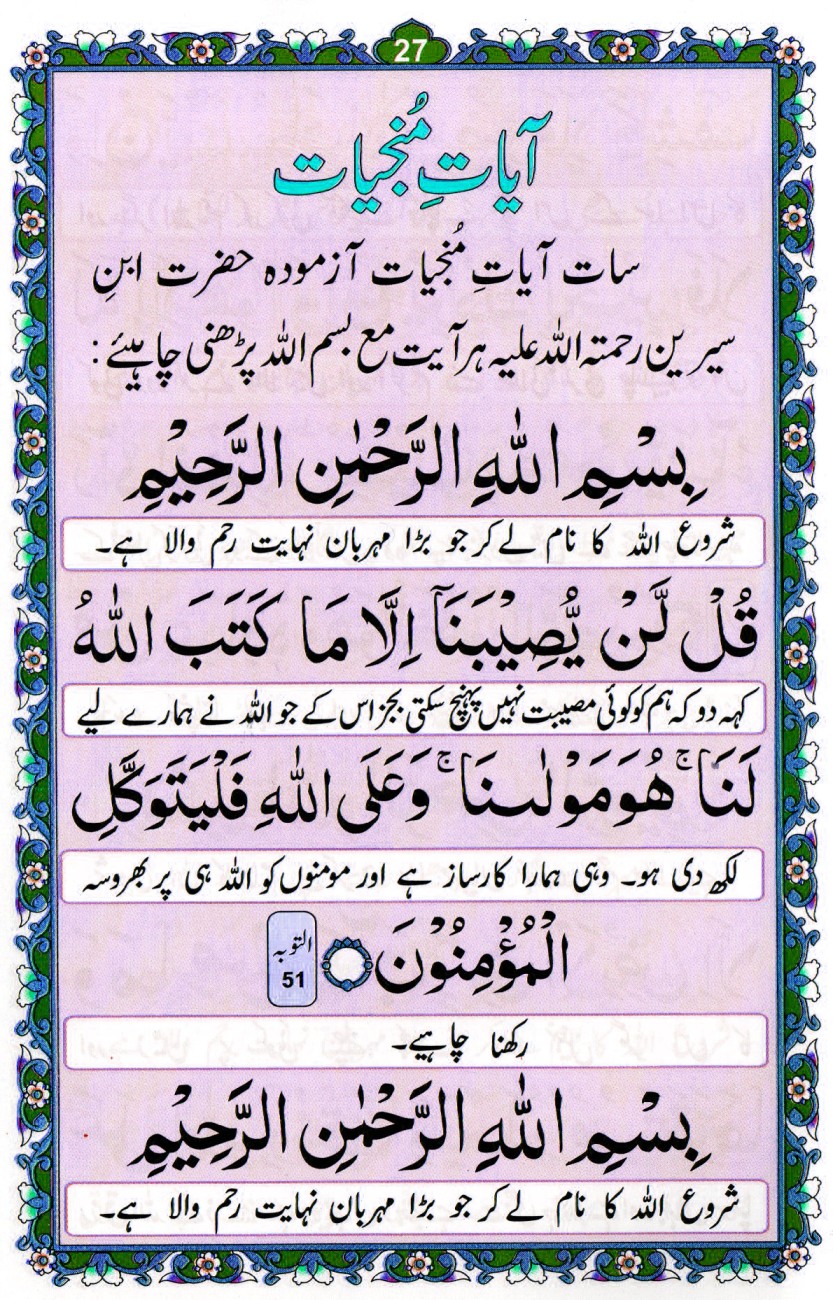 27
آیاتِ مُنجیات
سات آیاتِ مُنجیات آزمودہ حضرت ابنِ
سیرین رحمتہ اللہ علیہ ہر آیت مع بسم اللہ پڑھنی چاہیئے:
بِسْمِ اللهِ الرَّحْمٰنِ الرَّحِيْمِ
شروع اللہ کا نام لے کر جو بڑا مہربان نہایت رحم والا ہے۔
قُلْ لَّنْ يُّصِيْبَنَآ اِلَّا مَا كَتَبَ اللهُ
کہہ دو کہ ہم کو کوئی مصیبت نہیں پہنچ سکتی بجز اس کے جو اللہ نے ہمارے لیے
لَنَا ۚ هُوَ مَوْلٰىنَا ۚ وَعَلَى اللهِ فَلْيَتَوَكَّلِ
لکھ دی ہو۔ وہی ہمارا کارساز ہے اور مومنوں کو اللہ ہی پر بھروسہ
الْمُؤْمِنُوْنَ ۝ التوبہ 51
رکھنا چاہیے۔
بِسْمِ اللهِ الرَّحْمٰنِ الرَّحِيْمِ
شروع اللہ کا نام لے کر جو بڑا مہربان نہایت رحم والا ہے۔